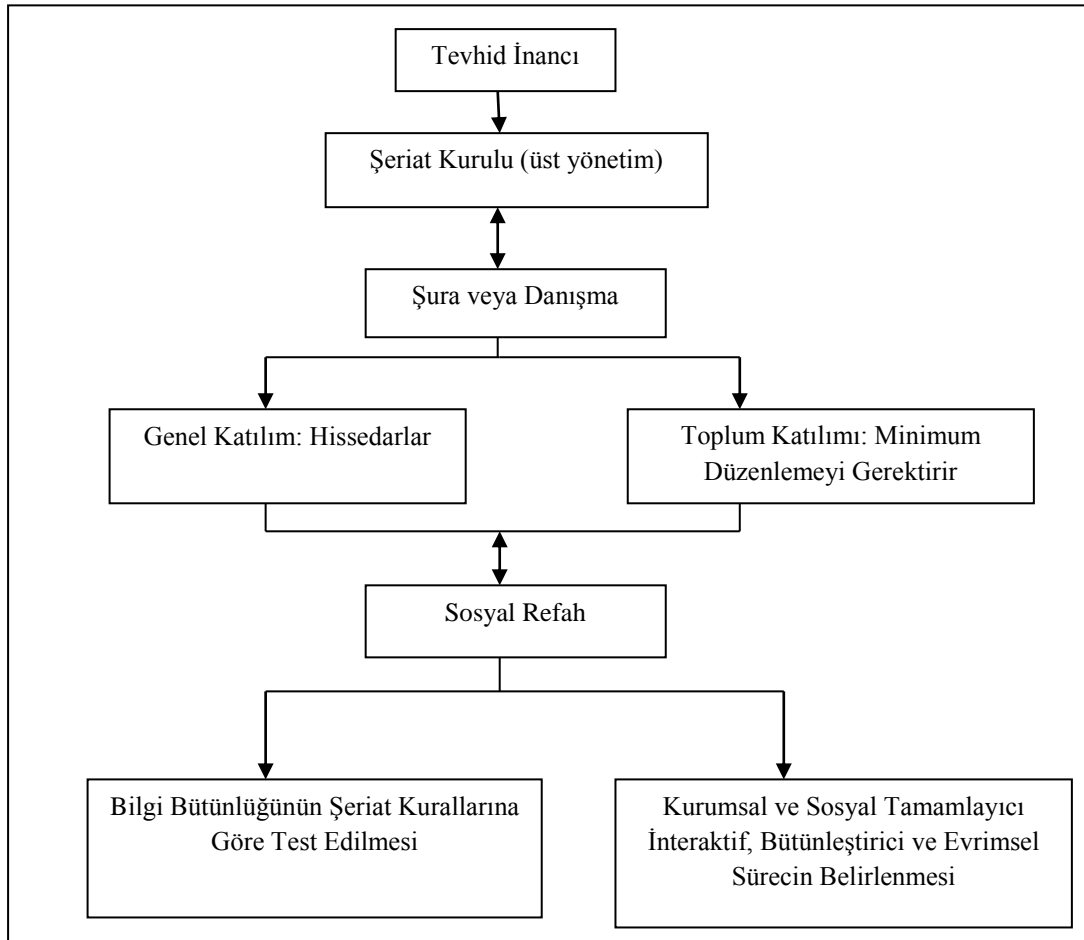 Tevhid İnancı
Şeriat Kurulu (üst yönetim)
Şura veya Danışma
Genel Katılım: Hissedarlar
Toplum Katılımı: Minimum
Düzenlemeyi Gerektirir
Sosyal Refah
Bilgi Bütünlüğünün Şeriat Kurallarına
Göre Test Edilmesi
Kurumsal ve Sosyal Tamamlayıcı
İnteraktif, Bütünleştirici ve Evrimsel
Sürecin Belirlenmesi